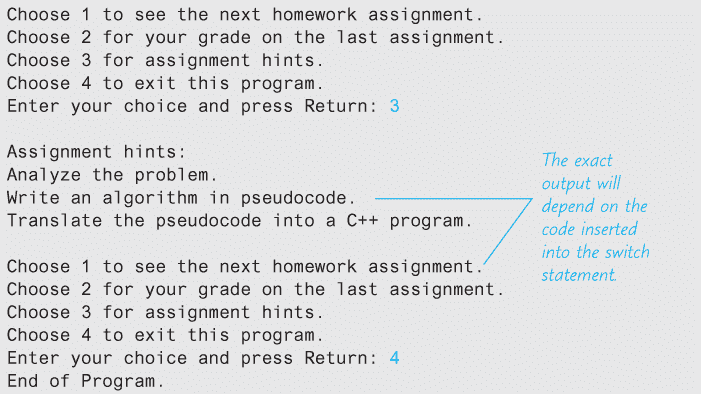 Choose 1 to see the next homework assignment.
Choose 2 for your grade on the last assignment.
Choose 3 for assignment hints.
Choose 4 to exit this program.
Enter your choice and press Return: 3
Assignment hints:
Analyze the problem.
Write an algorithm in pseudocode.
Translate the pseudocode into a C++ program.
Choose 1 to see the next homework assignment.
Choose 2 for your grade on the last assignment.
Choose 3 for assignment hints.
Choose 4 to exit this program.
Enter your choice and press Return: 4
End of Program.
The exact
output will
depend on the
code inserted
into the switch
statement.